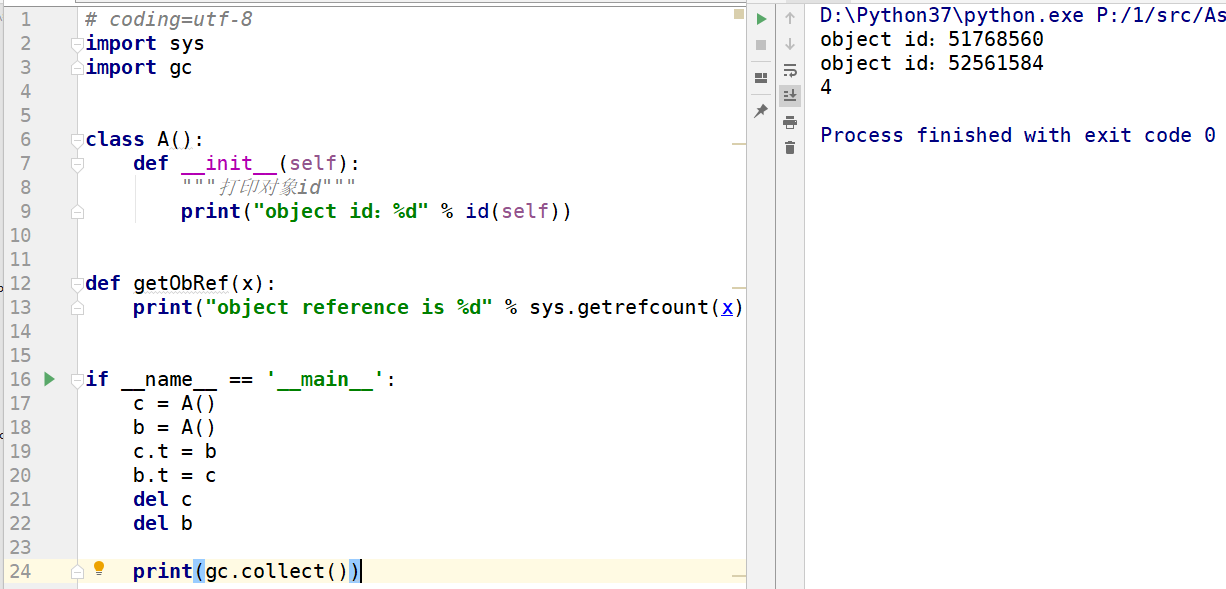 1 # coding=utf-8
2 import sys
3 import gc
4
5
6 class A():
7     def __init__(self):
8         """打印对象id"""
9         print("object id: %d" % id(self))
10
11
12 def getObRef(x):
13     print("object reference is %d" % sys.getrefcount(x)
14
15
16 if __name__ == '__main__':
17     c = A()
18     b = A()
19     c.t = b
20     b.t = c
21     del c
22     del b
23
24     print(gc.collect())
D:\Python37\python.exe P:/1/src/As
object id: 51768560
object id: 52561584
4
Process finished with exit code 0